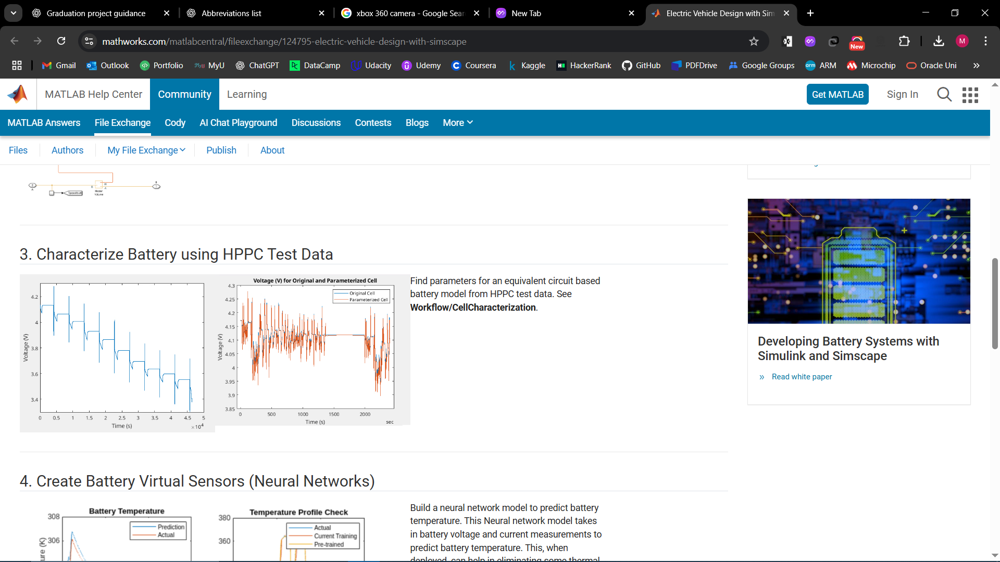 Graduation project guidance
Abbreviations list
xbox 360 camera - Google Sear
New Tab
Electric Vehicle Design with Sim
mathworks.com/matlabcentral/fileexchange/124795-electric-vehicle-design-with-simscape
New
M
Gmail
Outlook
Portfolio
MyU
ChatGPT
DataCamp
Udacity
Udemy
Coursera
Kaggle
HackerRank
GitHub
PDFDrive
Google Groups
ARM
Microchip
Oracle Uni
MATLAB Help Center
Community
Learning
Get MATLAB
Sign In
MATLAB Answers
File Exchange
Cody
AI Chat Playground
Discussions
Contests
Blogs
More
Files
Authors
My File Exchange
Publish
About
2
A
B
H
A
Heater
Volume
3. Characterize Battery using HPPC Test Data
4.2
4
3.8
3.6
3.4
Voltage (V)
0 0.5 1 1.5 2 2.5 3 3.5 4 4.5 5
Time (s)
×10⁴
Voltage (V) for Original and Parameterized Cell
Original Cell
Parameterized Cell
4.3
4.25
4.2
4.15
4.1
4.05
4
3.95
3.9
3.85
Voltage (V)
0 500 1000 1500 2000
Time (s)
sec
Find parameters for an equivalent circuit based
battery model from HPPC test data. See
Workflow/CellCharacterization.
Developing Battery Systems with
Simulink and Simscape
» Read white paper
4. Create Battery Virtual Sensors (Neural Networks)
Battery Temperature
308
306
Prediction
Actual
Temperature Profile Check
380
360
Actual
Current Training
Pre-trained
Build a neural network model to predict battery
temperature. This Neural network model takes
in battery voltage and current measurements to
predict battery temperature. This, when
deployed, can help in eliminating some thermal